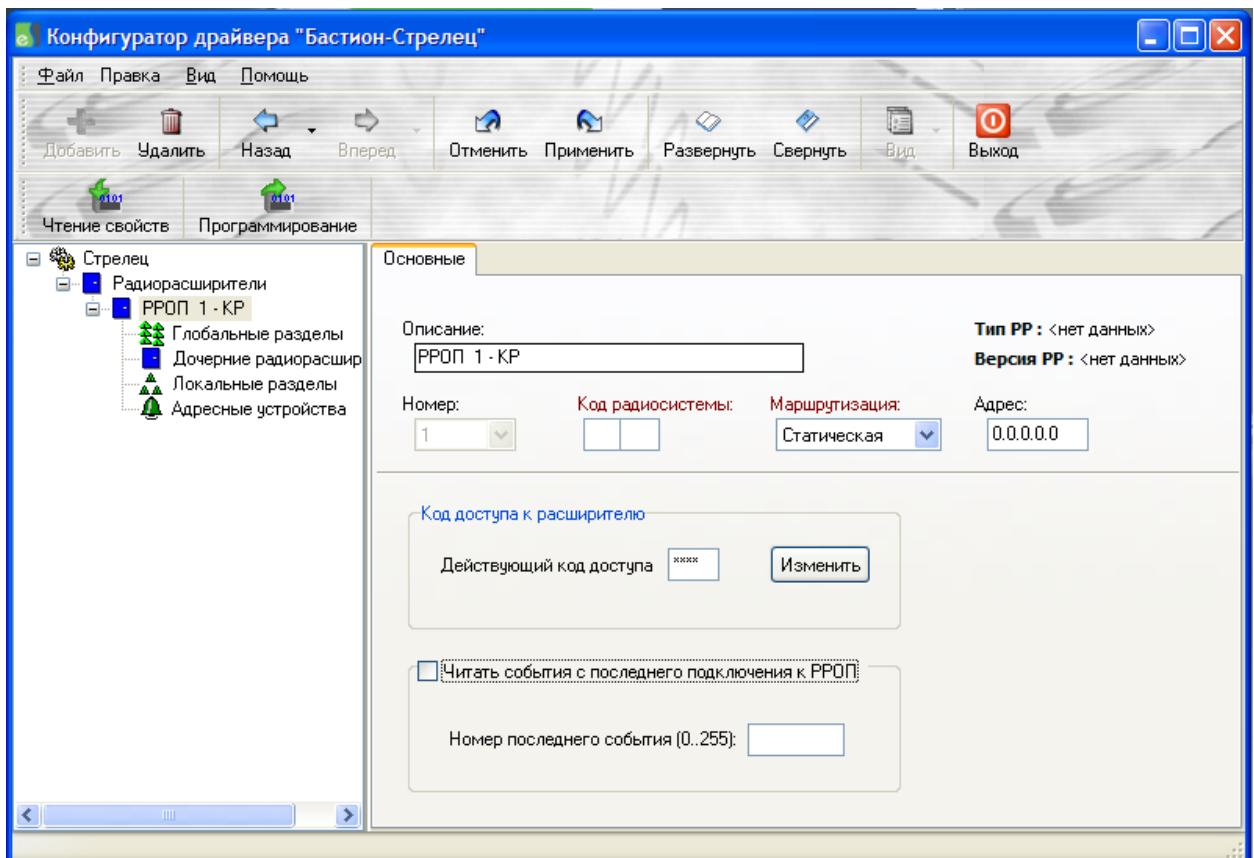 Конфигуратор драйвера "Бастион-Стрелец"
Файл Правка Вид Помощь
Добавить Удалить Назад Вперед Отменить Применить Развернуть Свернуть Вид Выход
0101 0101
Чтение свойств Программирование
Стрелец
Радиорасширители
РРОП 1 - КР
Глобальные разделы
Дочерние радиорасшир
Локальные разделы
Адресные устройства
Основные
Описание:
РРОП 1 - КР
Тип РР : <нет данных>
Версия РР : <нет данных>
Номер: Код радиосистемы: Маршрутизация: Адрес:
1 Статическая 0.0.0.0.0
Код доступа к расширителю
Действующий код доступа **** Изменить
Читать события с последнего подключения к РРОП
Номер последнего события (0..255):